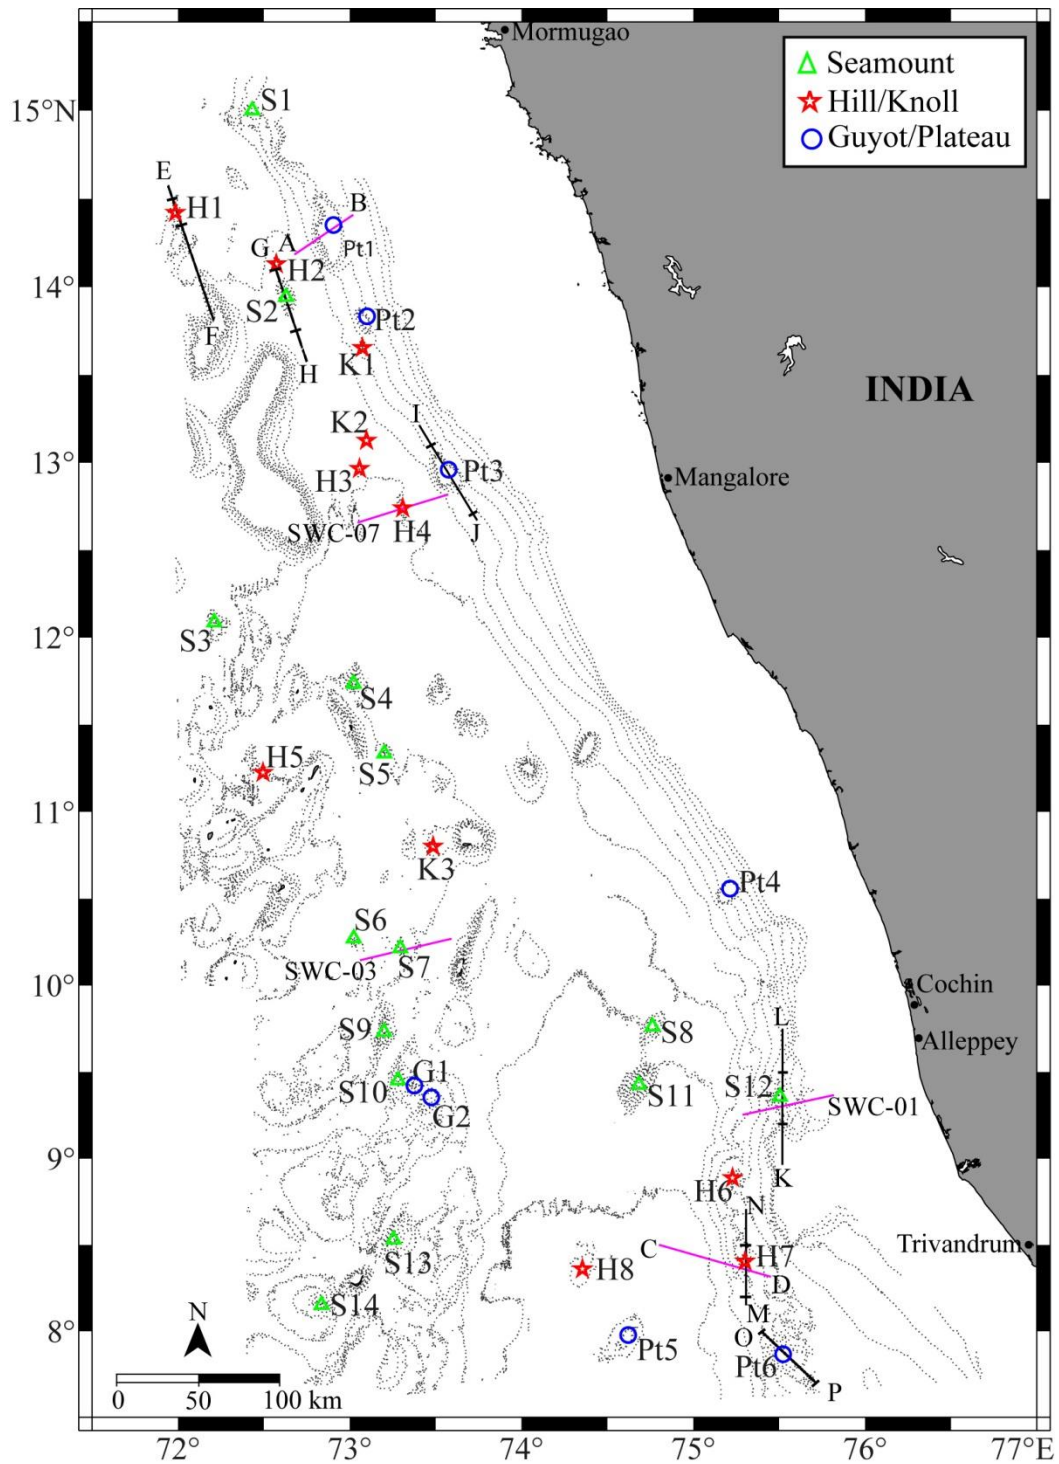 Mormugao
Seamount
Hill/Knoll
Guyot/Plateau
15°N
S1
E
H1
B
G A
Pt1
H2
14°
S2
Pt2
F
K1
H
INDIA
I
K2
13°
H3
Pt3
Mangalore
SWC-07
H4
J
12°
S3
S4
H5
S5
11°
K3
Pt4
S6
SWC-03
S7
10°
Cochin
L
S9
S8
Alleppey
G1
S10
S11
S12
G2
SWC-01
9°
K
H6
N
S13
C
H7
Trivandrum
H8
D
S14
N
M
8°
O
Pt5
Pt6
P
0 50 100 km
72° 73° 74° 75° 76° 77°E